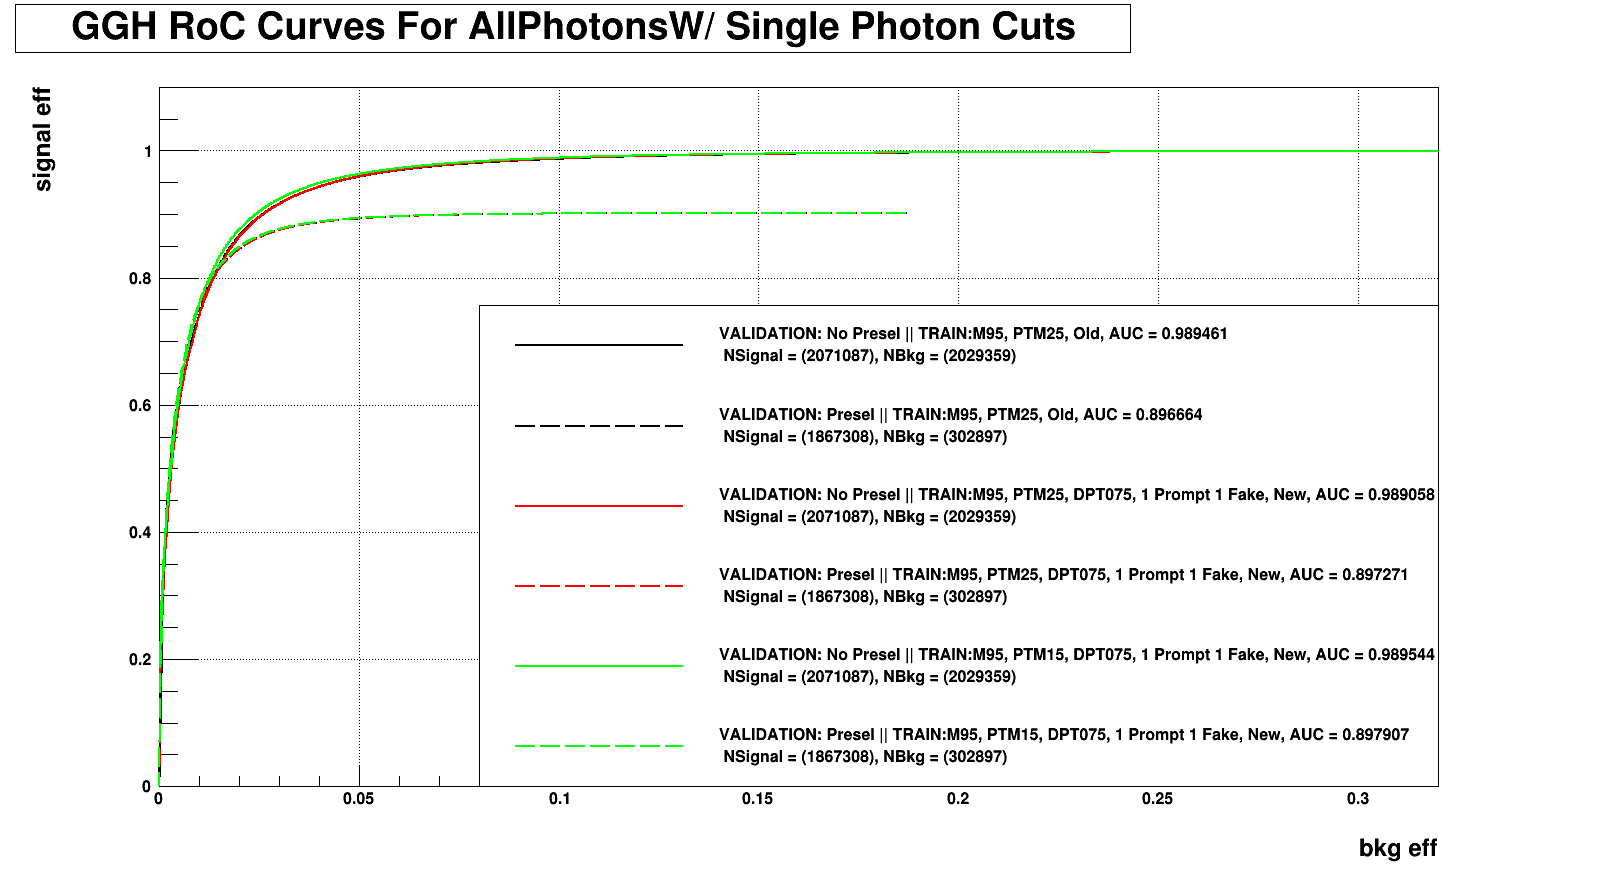 GGH RoC Curves For AllPhotonsW/ Single Photon Cuts
signal eff
1
0.8
0.6
0.4
0.2
0
VALIDATION: No Presel || TRAIN:M95, PTM25, Old, AUC = 0.989461
NSignal = (2071087), NBkg = (2029359)
VALIDATION: Presel || TRAIN:M95, PTM25, Old, AUC = 0.896664
NSignal = (1867308), NBkg = (302897)
VALIDATION: No Presel || TRAIN:M95, PTM25, DPT075, 1 Prompt 1 Fake, New, AUC = 0.989058
NSignal = (2071087), NBkg = (2029359)
VALIDATION: Presel || TRAIN:M95, PTM25, DPT075, 1 Prompt 1 Fake, New, AUC = 0.897271
NSignal = (1867308), NBkg = (302897)
VALIDATION: No Presel || TRAIN:M95, PTM15, DPT075, 1 Prompt 1 Fake, New, AUC = 0.989544
NSignal = (2071087), NBkg = (2029359)
VALIDATION: Presel || TRAIN:M95, PTM15, DPT075, 1 Prompt 1 Fake, New, AUC = 0.897907
NSignal = (1867308), NBkg = (302897)
0 0.05 0.1 0.15 0.2 0.25 0.3
bkg eff